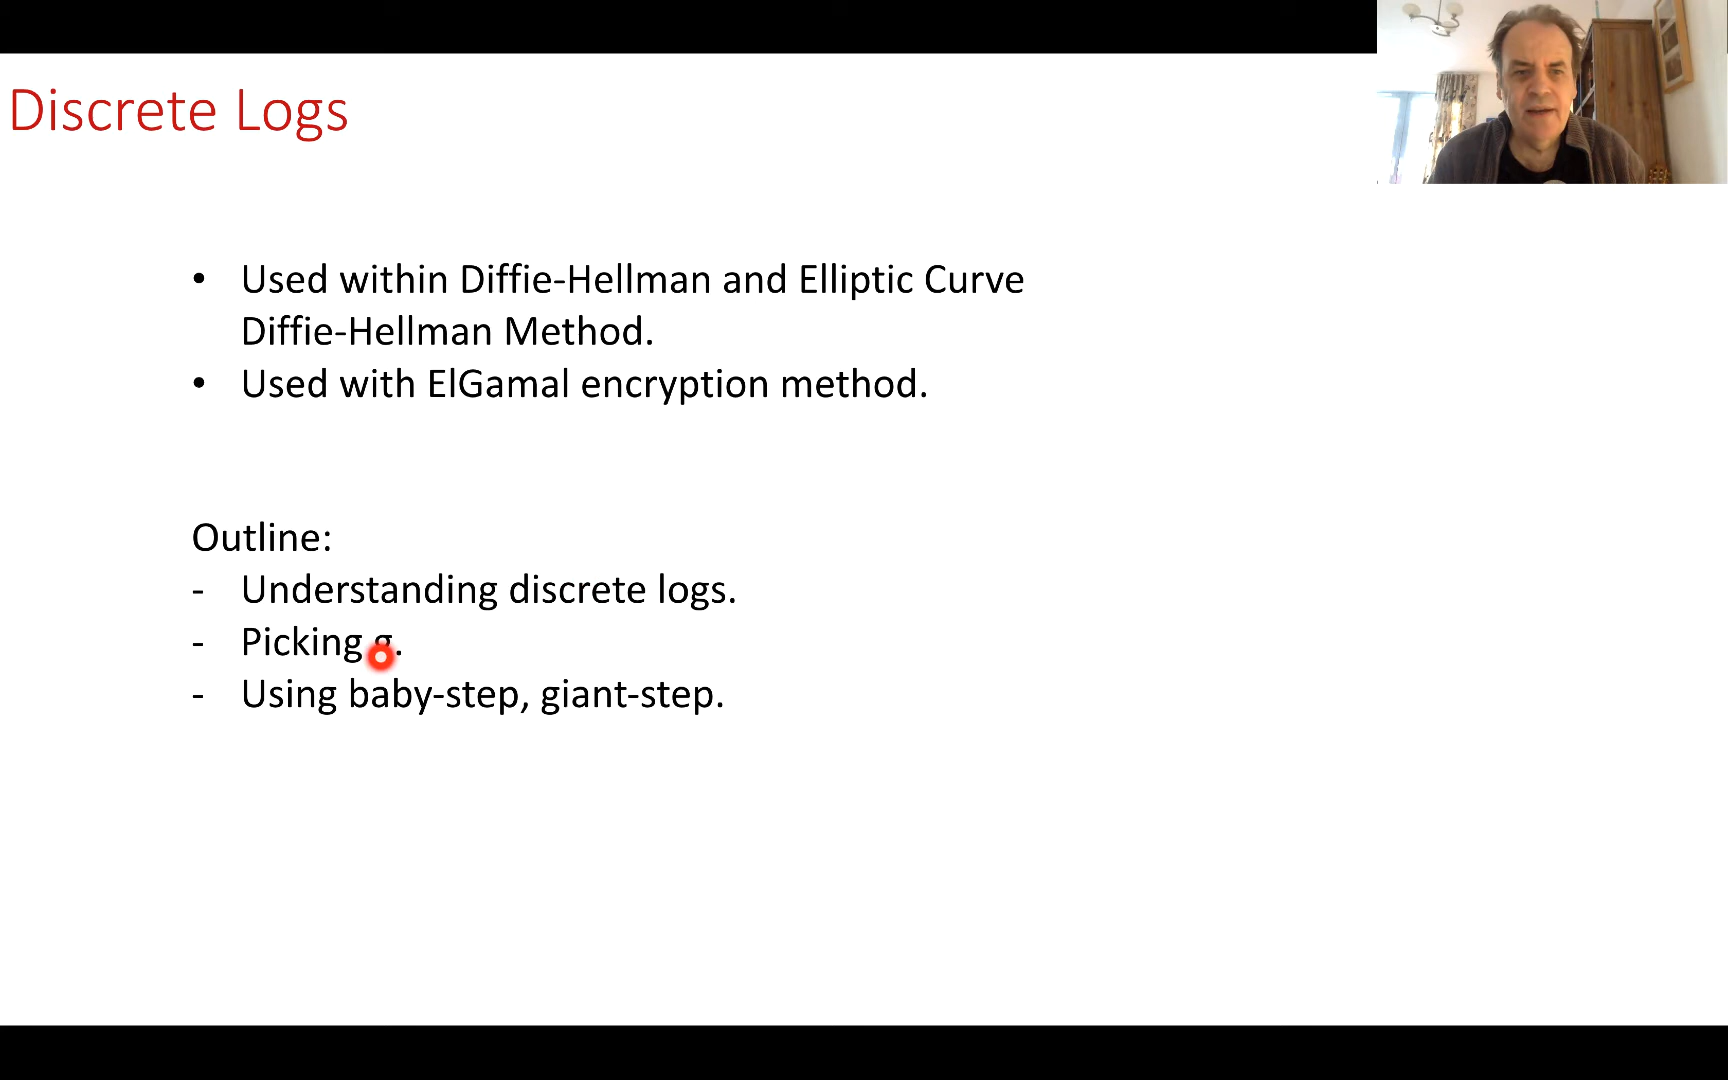 Discrete Logs
• Used within Diffie-Hellman and Elliptic Curve
Diffie-Hellman Method.
• Used with ElGamal encryption method.
Outline:
- Understanding discrete logs.
- Picking g.
- Using baby-step, giant-step.